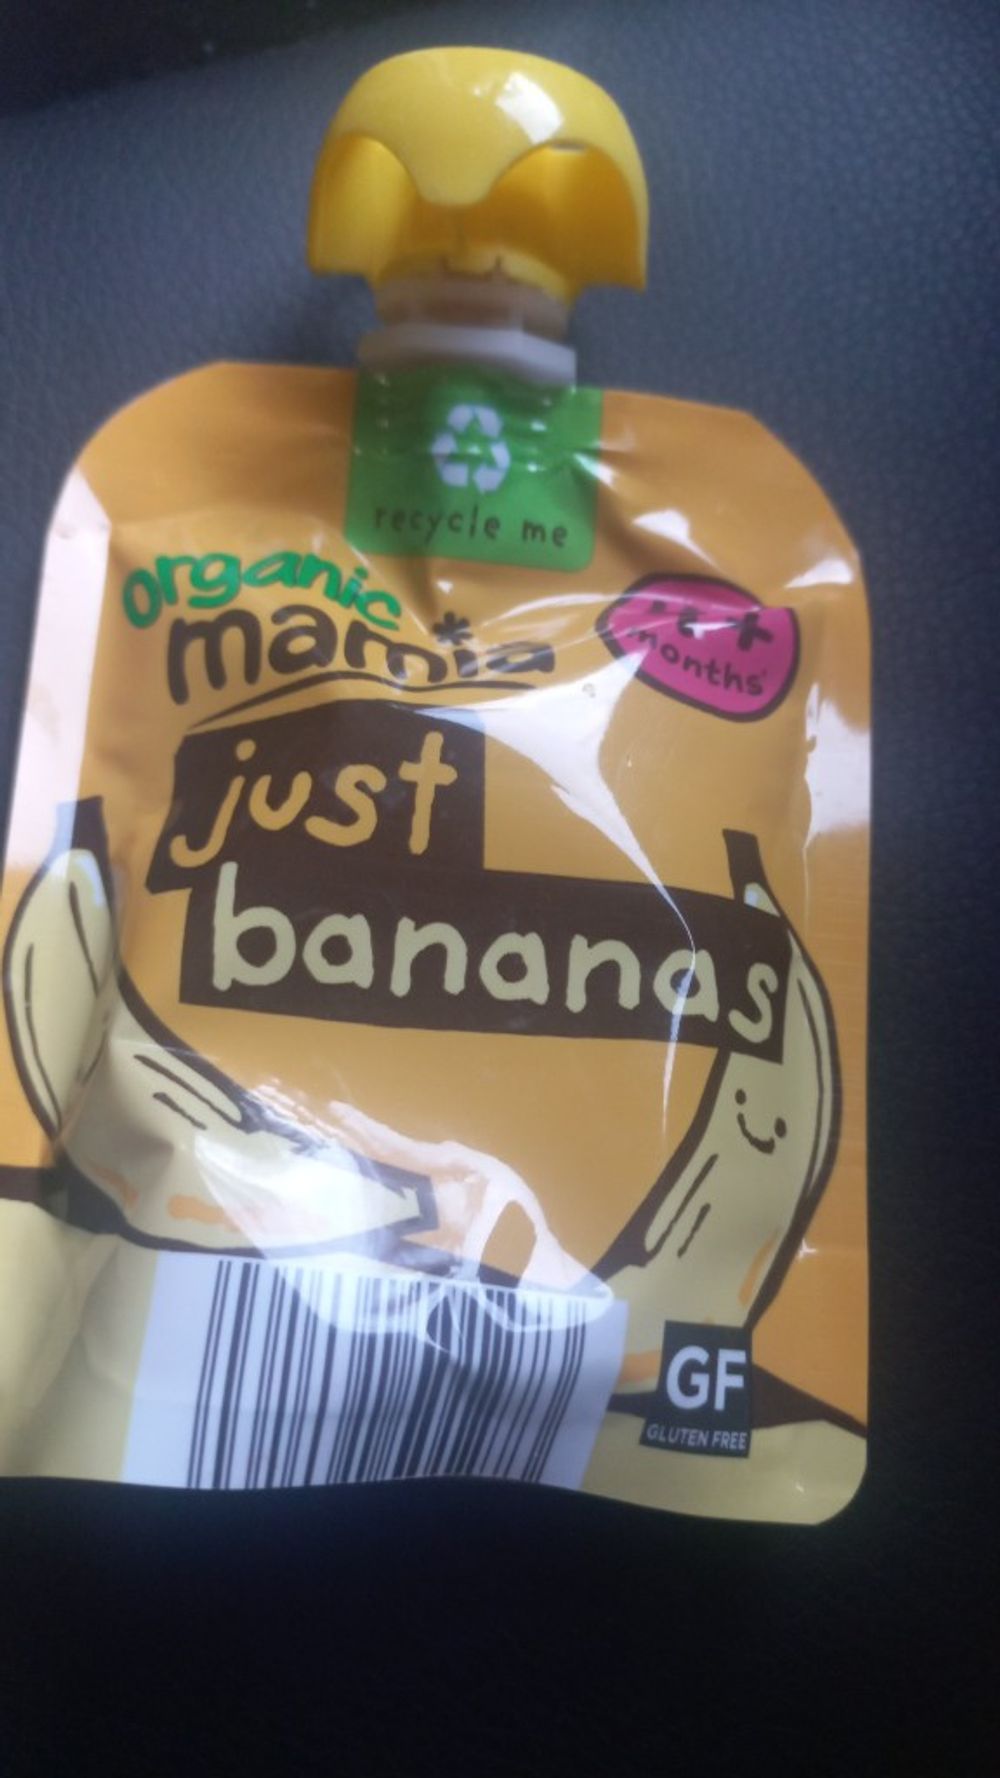 recycle me
organic
mamia
months
just
bananas
GF
GLUTEN FREE